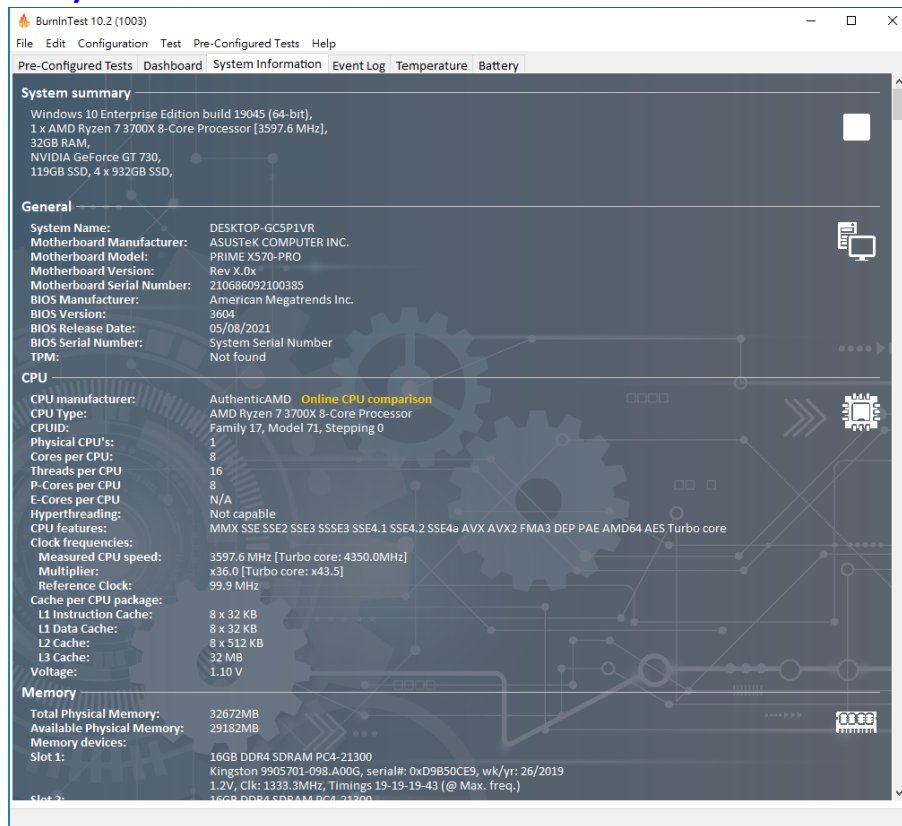 BurnInTest 10.2 (1003)
File Edit Configuration Test Pre-Configured Tests Help
Pre-Configured Tests Dashboard System Information Event Log Temperature Battery
System summary
Windows 10 Enterprise Edition build 19045 (64-bit),
1 x AMD Ryzen 7 3700X 8-Core Processor [3597.6 MHz],
32GB RAM,
NVIDIA GeForce GT 730,
119GB SSD, 4 x 932GB SSD,
General
System Name: DESKTOP-GC5P1VR
Motherboard Manufacturer: ASUSTeK COMPUTER INC.
Motherboard Model: PRIME X570-PRO
Motherboard Version: Rev X.0x
Motherboard Serial Number: 210686092100385
BIOS Manufacturer: American Megatrends Inc.
BIOS Version: 3604
BIOS Release Date: 05/08/2021
BIOS Serial Number: System Serial Number
TPM: Not found
CPU
CPU manufacturer: AuthenticAMD Online CPU comparison
CPU Type: AMD Ryzen 7 3700X 8-Core Processor
CPUID: Family 17, Model 71, Stepping 0
Physical CPU's: 1
Cores per CPU: 8
Threads per CPU 16
P-Cores per CPU 8
E-Cores per CPU N/A
Hyperthreading: Not capable
CPU features: MMX SSE SSE2 SSE3 SSSE3 SSE4.1 SSE4.2 SSE4a AVX AVX2 FMA3 DEP PAE AMD64 AES Turbo core
Clock frequencies:
Measured CPU speed: 3597.6 MHz [Turbo core: 4350.0MHz]
Multiplier: x36.0 [Turbo core: x43.5]
Reference Clock: 99.9 MHz
Cache per CPU package:
L1 Instruction Cache: 8 x 32 KB
L1 Data Cache: 8 x 32 KB
L2 Cache: 8 x 512 KB
L3 Cache: 32 MB
Voltage: 1.10 V
Memory
Total Physical Memory: 32672MB
Available Physical Memory: 29182MB
Memory devices:
Slot 1: 16GB DDR4 SDRAM PC4-21300
Kingston 9905701-098.A00G, serial#: 0xD9B50CE9, wk/yr: 26/2019
1.2V, Clk: 1333.3MHz, Timings 19-19-19-43 (@ Max. freq.)
Slot 2: 16GB DDR4 SDRAM PC4-21300